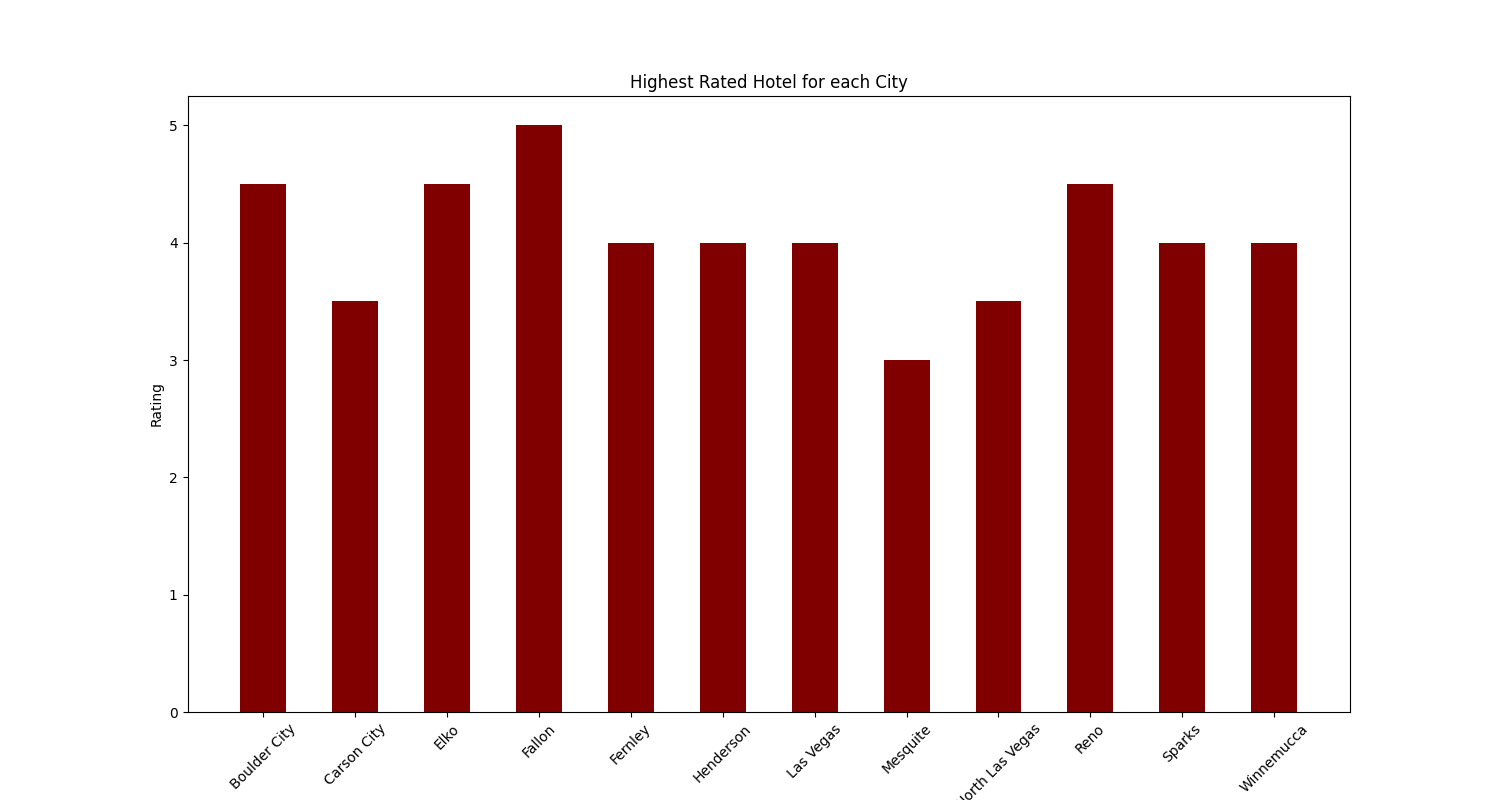 Highest Rated Hotel for each City
Rating
5
4
3
2
1
0
Boulder City
Carson City
Elko
Fallon
Fernley
Henderson
Las Vegas
Mesquite
Las Vegas
Reno
Sparks
Winnemucca